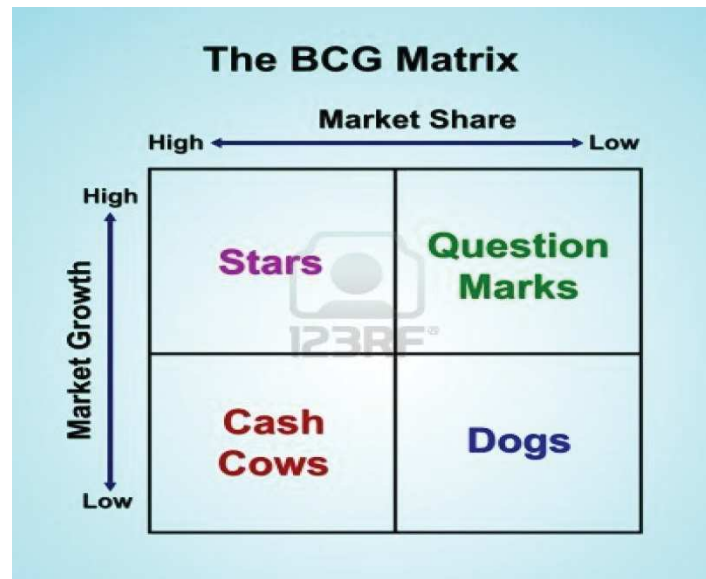 The BCG Matrix
Market Share
High
Low
High
Market Growth
Low
Stars
Question
Marks
123RF®
Cash
Cows
Dogs